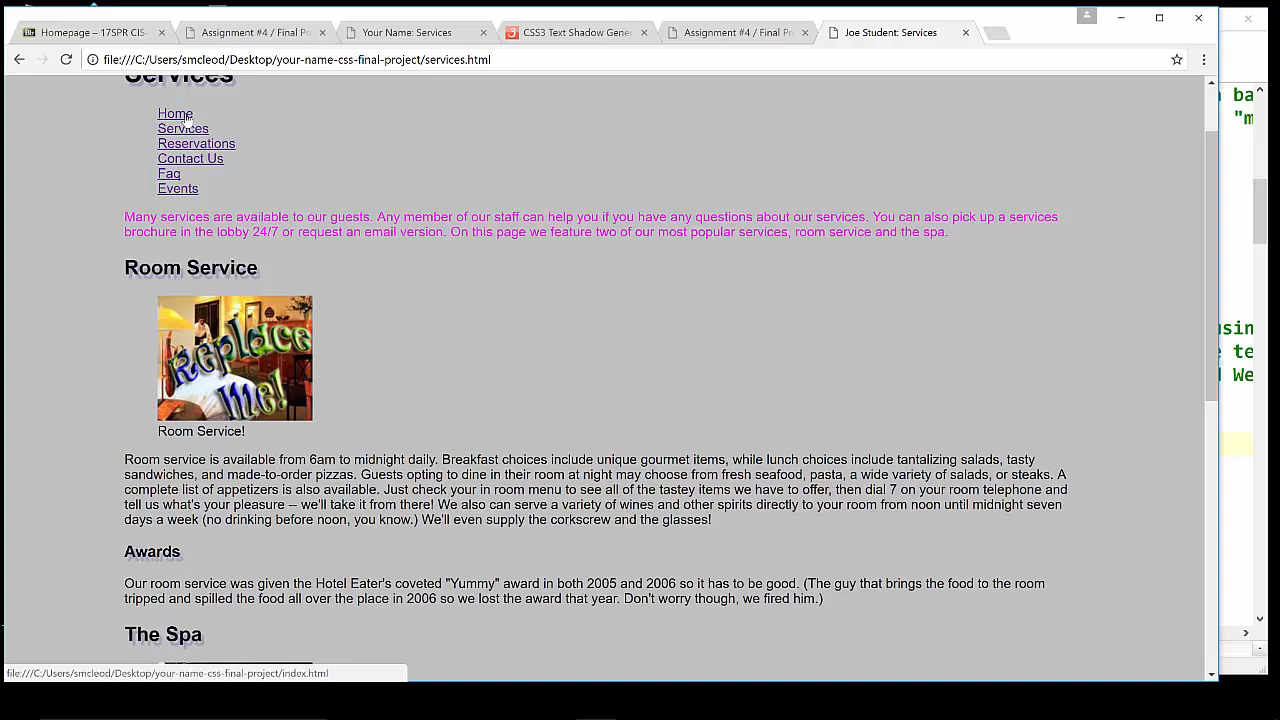 Homepage – 17SPR CIS-
Assignment #4 / Final Pr
Your Name: Services
CSS3 Text Shadow Gene
Assignment #4 / Final P
Joe Student: Services
file:///C:/Users/smcleod/Desktop/your-name-css-final-project/services.html
Services
Home
Services
Reservations
Contact Us
Faq
Events
Many services are available to our guests. Any member of our staff can help you if you have any questions about our services. You can also pick up a services
brochure in the lobby 24/7 or request an email version. On this page we feature two of our most popular services, room service and the spa.
Room Service
Replace
Me!
Room Service!
Room service is available from 6am to midnight daily. Breakfast choices include unique gourmet items, while lunch choices include tantalizing salads, tasty
sandwiches, and made-to-order pizzas. Guests opting to dine in their room at night may choose from fresh seafood, pasta, a wide variety of salads, or steaks. A
complete list of appetizers is also available. Just check your in room menu to see all of the tastey items we have to offer, then dial 7 on your room telephone and
tell us what's your pleasure -- we'll take it from there! We also can serve a variety of wines and other spirits directly to your room from noon until midnight seven
days a week (no drinking before noon, you know.) We'll even supply the corkscrew and the glasses!
Awards
Our room service was given the Hotel Eater's coveted "Yummy" award in both 2005 and 2006 so it has to be good. (The guy that brings the food to the room
tripped and spilled the food all over the place in 2006 so we lost the award that year. Don't worry though, we fired him.)
The Spa
file:///C:/Users/smcleod/Desktop/your-name-css-final-project/index.html
ba
"m
usin
te
We